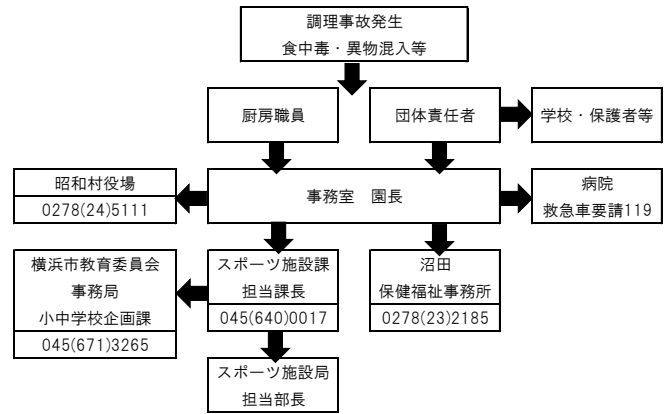 調理事故発生
食中毒・異物混入等
厨房職員
団体責任者
学校・保護者等
昭和村役場
0278(24)5111
事務室　園長
病院
救急車要請119
横浜市教育委員会
事務局
小中学校企画課
045(671)3265
スポーツ施設課
担当課長
045(640)0017
沼田
保健福祉事務所
0278(23)2185
スポーツ施設局
担当部長